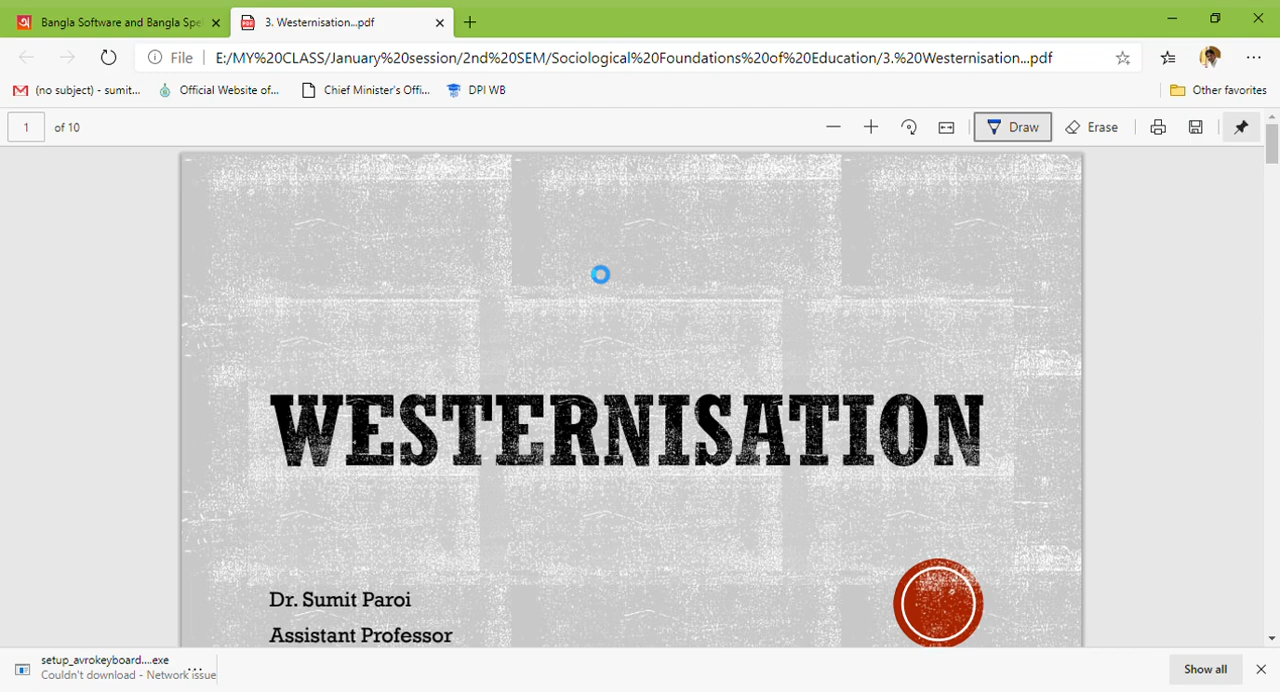 Bangla Software and Bangla Spe
3. Westernisation...pdf
File
E:/MY%20CLASS/January%20session/2nd%20SEM/Sociological%20Foundations%20of%20Education/3.%20Westernisation...pdf
(no subject) - sumit...
Official Website of...
Chief Minister's Offi...
DPI WB
Other favorites
1 of 10
Draw
Erase
WESTERNISATION
Dr. Sumit Paroi
Assistant Professor
setup_avrokeyboard....exe
Couldn't download - Network issue
Show all